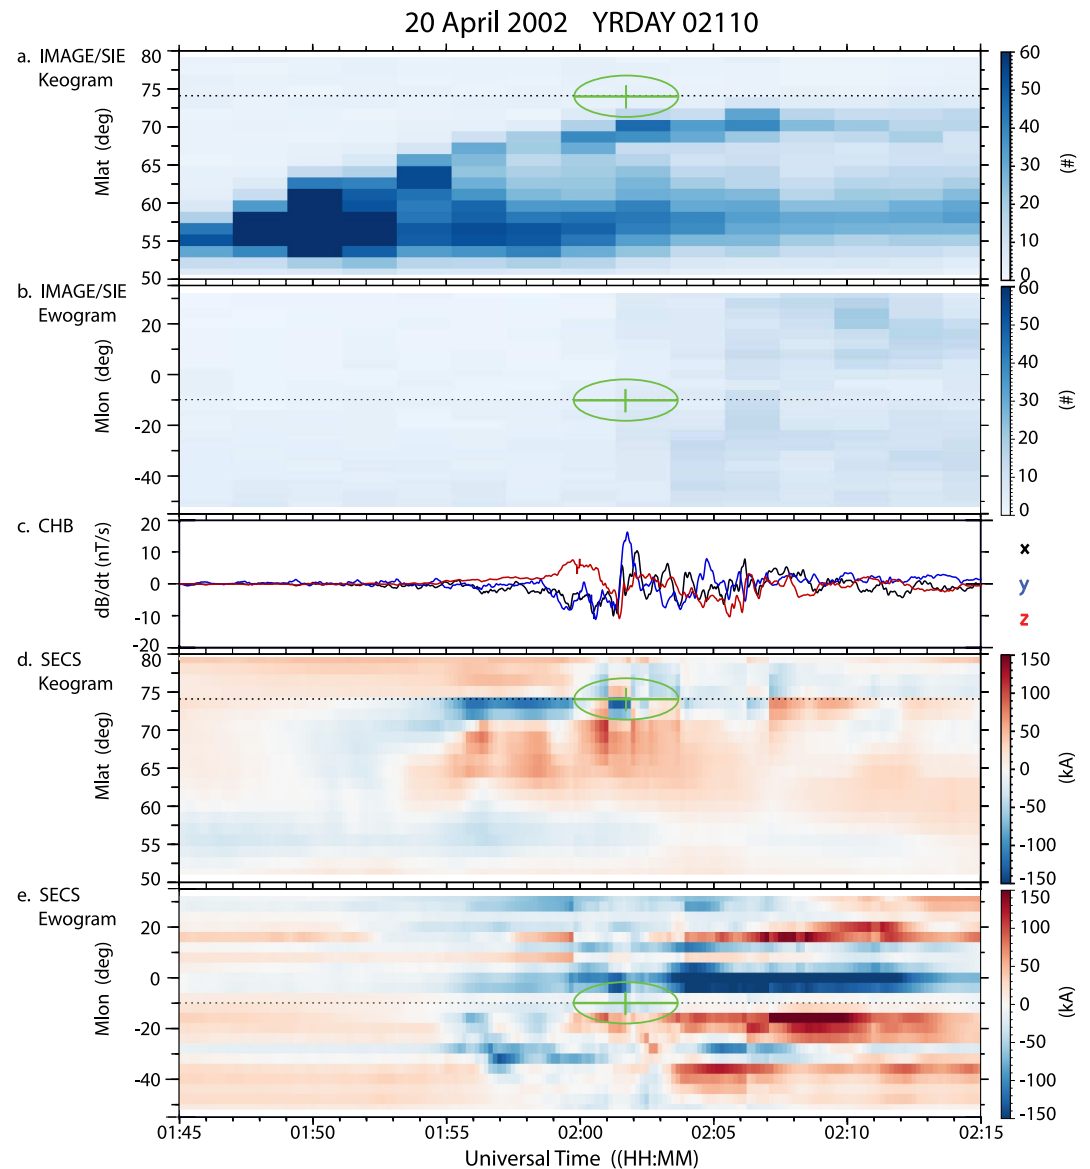 20 April 2002 YRDAY 02110
a. IMAGE/SIE
Keogram
Mlat (deg)
80
75
70
65
60
55
50
60
50
40
30
20
10
0
(#)
b. IMAGE/SIE
Ewogram
Mlon (deg)
20
0
-20
-40
60
50
40
30
20
10
0
(#)
c. CHB
dB/dt (nT/s)
20
10
0
-10
-20
x
y
z
d. SECS
Keogram
Mlat (deg)
80
75
70
65
60
55
50
150
100
50
0
-50
-100
-150
(kA)
e. SECS
Ewogram
Mlon (deg)
20
0
-20
-40
150
100
50
0
-50
-100
-150
(kA)
01:45 01:50 01:55 02:00 02:05 02:10 02:15
Universal Time ((HH:MM)